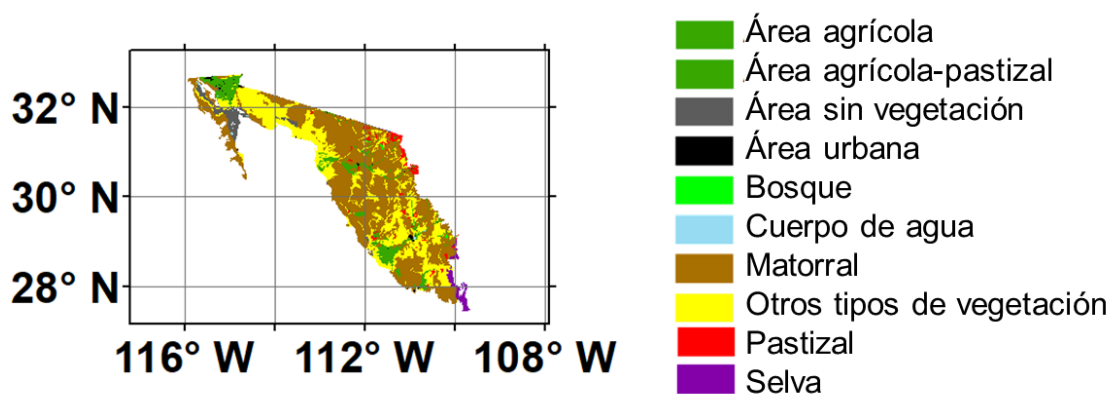 32° N
30° N
28° N
116° W 112° W 108° W
Área agrícola
Área agrícola-pastizal
Área sin vegetación
Área urbana
Bosque
Cuerpo de agua
Matorral
Otros tipos de vegetación
Pastizal
Selva